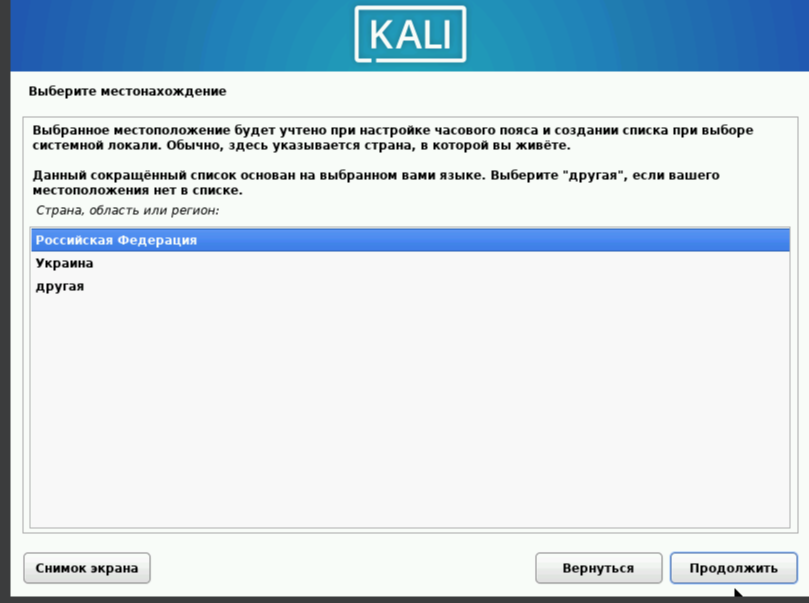 KALI
Выберите местонахождение
Выбранное местоположение будет учтено при настройке часового пояса и создании списка при выборе
системной локали. Обычно, здесь указывается страна, в которой вы живёте.
Данный сокращённый список основан на выбранном вами языке. Выберите "другая", если вашего
местоположения нет в списке.
Страна, область или регион:
Российская Федерация
Украина
другая
Снимок экрана
Вернуться
Продолжить